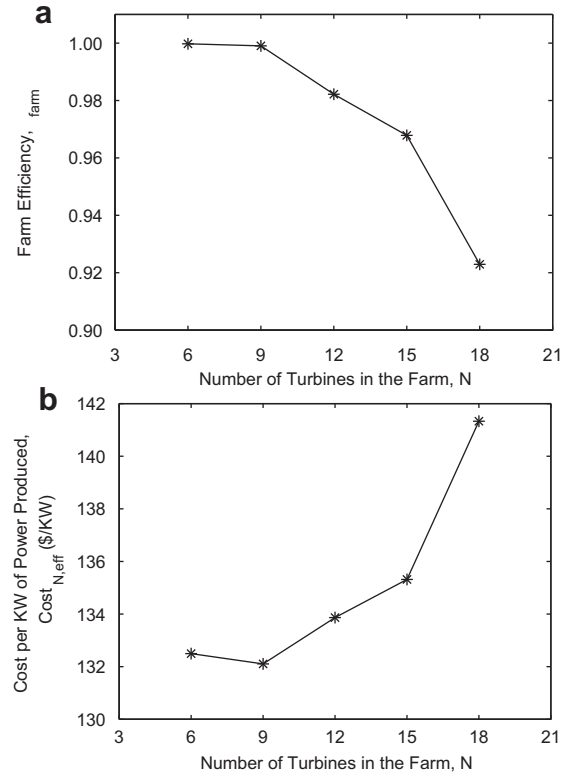 a
1.00
0.98
0.96
0.94
0.92
0.90
Farm Efficiency, farm
3 6 9 12 15 18 21
Number of Turbines in the Farm, N
b
142
140
138
136
134
132
130
Cost per KW of Power Produced,
Cost N,eff ($/KW)
3 6 9 12 15 18 21
Number of Turbines in the Farm, N